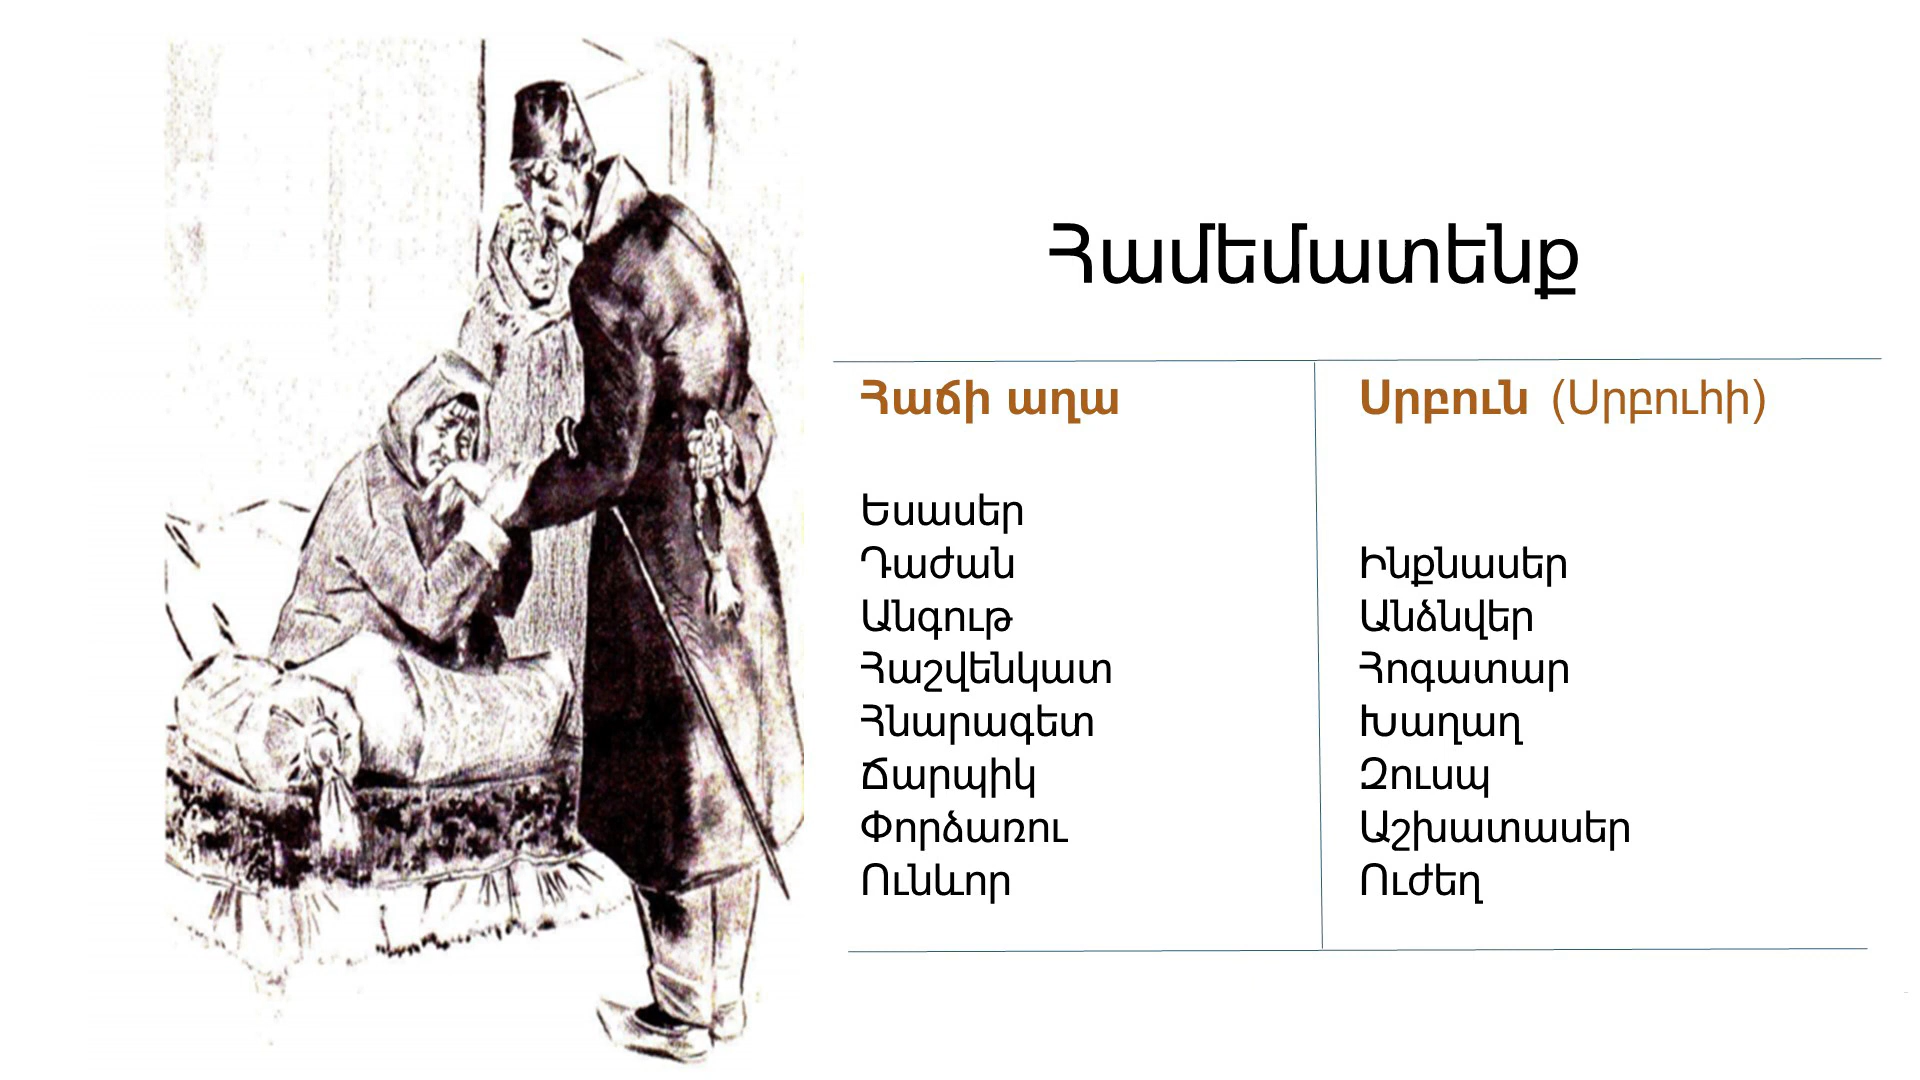 Համեմատենք
Հաճի աղա
Եսասեր
Դաժան
Անգութ
Հաշվենկատ
Հնարագետ
Ճարպիկ
Փորձառու
Ունևոր
Սրբուն (Սրբուհի)
Ինքնասեր
Անձնվեր
Հոգատար
Խաղաղ
Զուսպ
Աշխատասեր
Ուժեղ